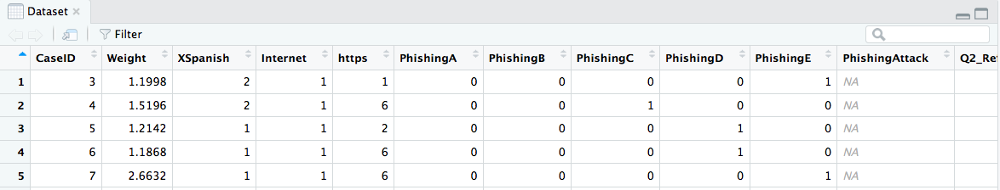 Dataset
Filter
CaseID Weight XSpanish Internet https PhishingA PhishingB PhishingC PhishingD PhishingE PhishingAttack Q2_Ref
1 3 1.1998 2 1 1 0 0 0 0 1 NA
2 4 1.5196 2 1 6 0 0 1 0 0 NA
3 5 1.2142 1 1 2 0 0 0 1 0 NA
4 6 1.1868 1 1 6 0 0 0 1 0 NA
5 7 2.6632 1 1 6 0 0 0 0 1 NA